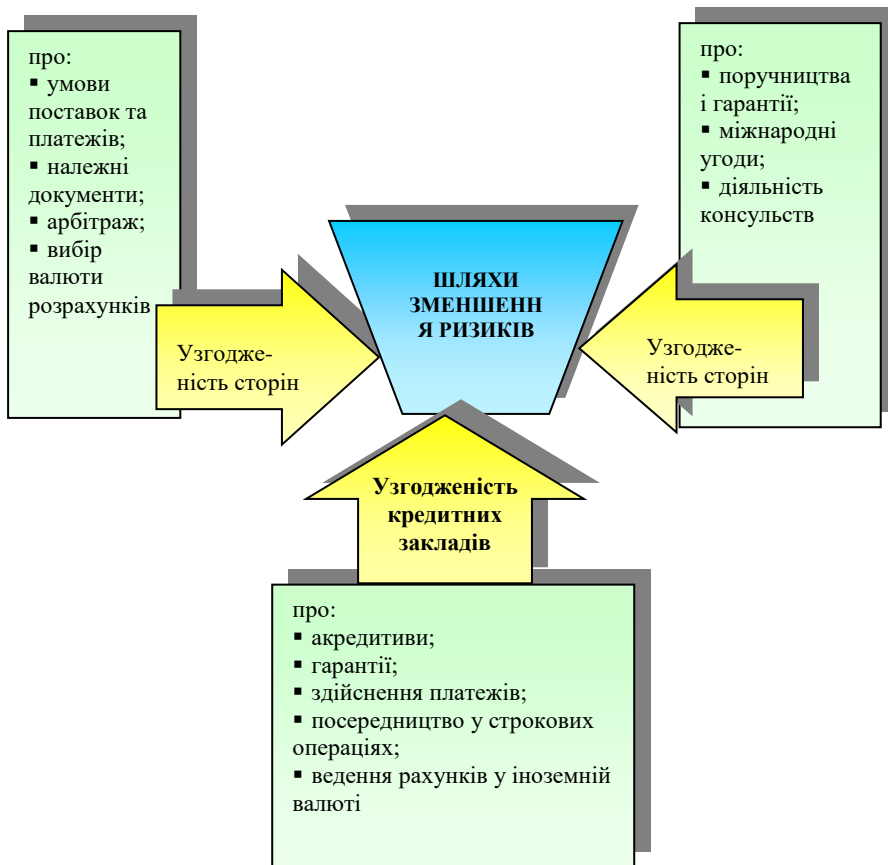 про:
▪ умови
поставок та
платежів;
▪ належні
документи;
▪ арбітраж;
▪ вибір
валюти
розрахунків
Узгодже-
ність сторін
ШЛЯХИ
ЗМЕНШЕНН
Я РИЗИКІВ
про:
▪ поручництва
і гарантії;
▪ міжнародні
угоди;
▪ діяльність
консульств
Узгодже-
ність сторін
Узгодженість
кредитних
закладів
про:
▪ акредитиви;
▪ гарантії;
▪ здійснення платежів;
▪ посередництво у строкових
операціях;
▪ ведення рахунків у іноземній
валюті